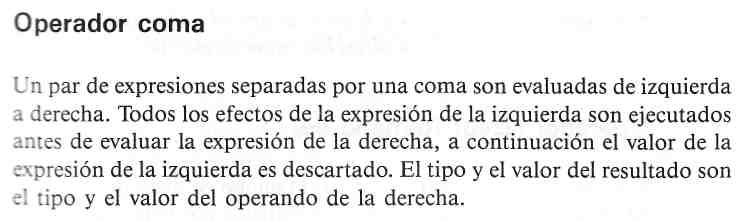 Operador coma
Un par de expresiones separadas por una coma son evaluadas de izquierda
a derecha. Todos los efectos de la expresión de la izquierda son ejecutados
antes de evaluar la expresión de la derecha, a continuación el valor de la
expresión de la izquierda es descartado. El tipo y el valor del resultado son
el tipo y el valor del operando de la derecha.